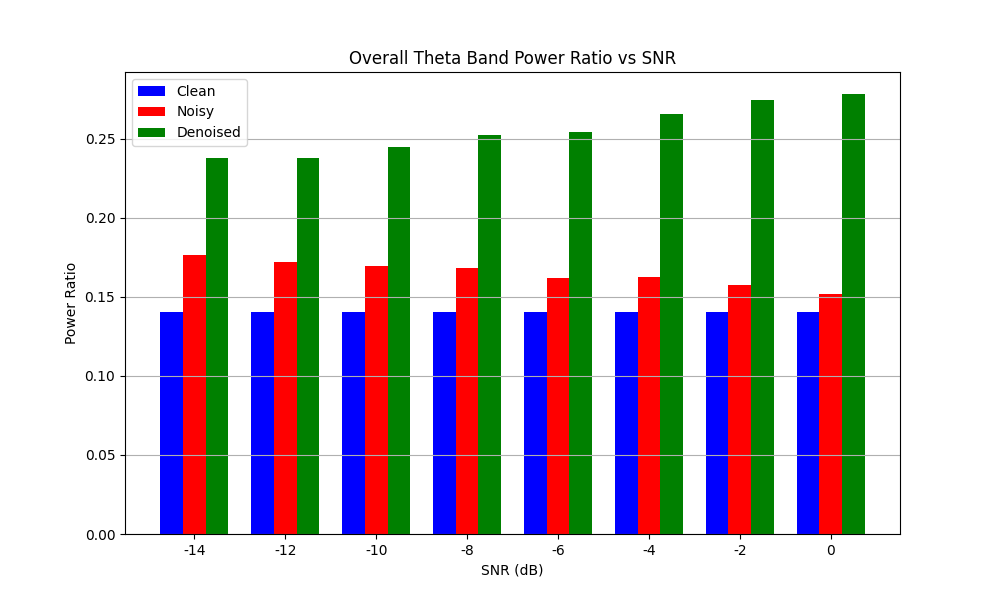 Overall Theta Band Power Ratio vs SNR
Clean
Noisy
Denoised
0.25
0.20
0.15
0.10
0.05
0.00
Power Ratio
-14 -12 -10 -8 -6 -4 -2 0
SNR (dB)